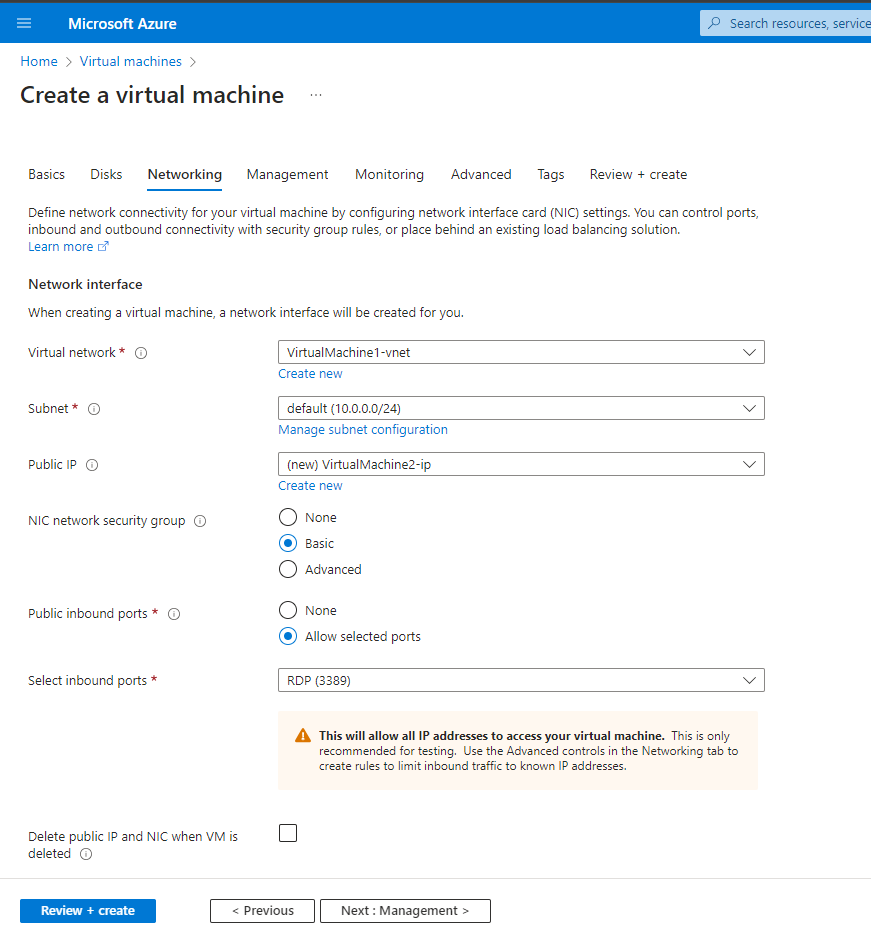 Microsoft Azure
Search resources, service
Home > Virtual machines >
Create a virtual machine ...
Basics Disks Networking Management Monitoring Advanced Tags Review + create
Define network connectivity for your virtual machine by configuring network interface card (NIC) settings. You can control ports,
inbound and outbound connectivity with security group rules, or place behind an existing load balancing solution.
Learn more
Network interface
When creating a virtual machine, a network interface will be created for you.
Virtual network *
VirtualMachine1-vnet
Create new
Subnet *
default (10.0.0.0/24)
Manage subnet configuration
Public IP
(new) VirtualMachine2-ip
Create new
NIC network security group
None
Basic
Advanced
Public inbound ports *
None
Allow selected ports
Select inbound ports *
RDP (3389)
This will allow all IP addresses to access your virtual machine. This is only
recommended for testing. Use the Advanced controls in the Networking tab to
create rules to limit inbound traffic to known IP addresses.
Delete public IP and NIC when VM is
deleted
Review + create
< Previous
Next : Management >